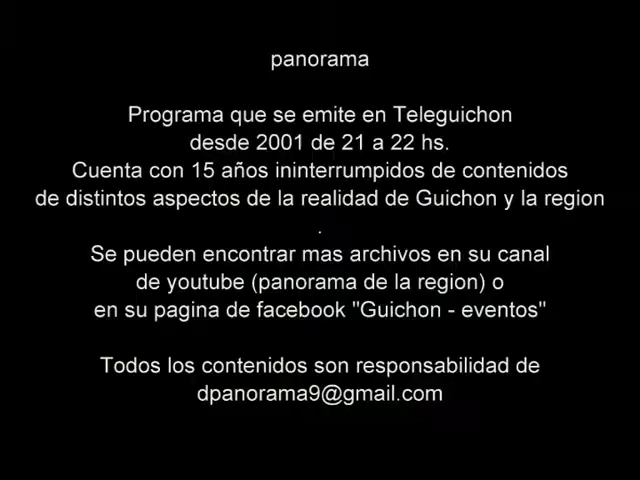 panorama
Programa que se emite en Teleguichon
desde 2001 de 21 a 22 hs.
Cuenta con 15 años ininterrumpidos de contenidos
de distintos aspectos de la realidad de Guichon y la region
.
Se pueden encontrar mas archivos en su canal
de youtube (panorama de la region) o
en su pagina de facebook "Guichon - eventos"
Todos los contenidos son responsabilidad de
dpanorama9@gmail.com